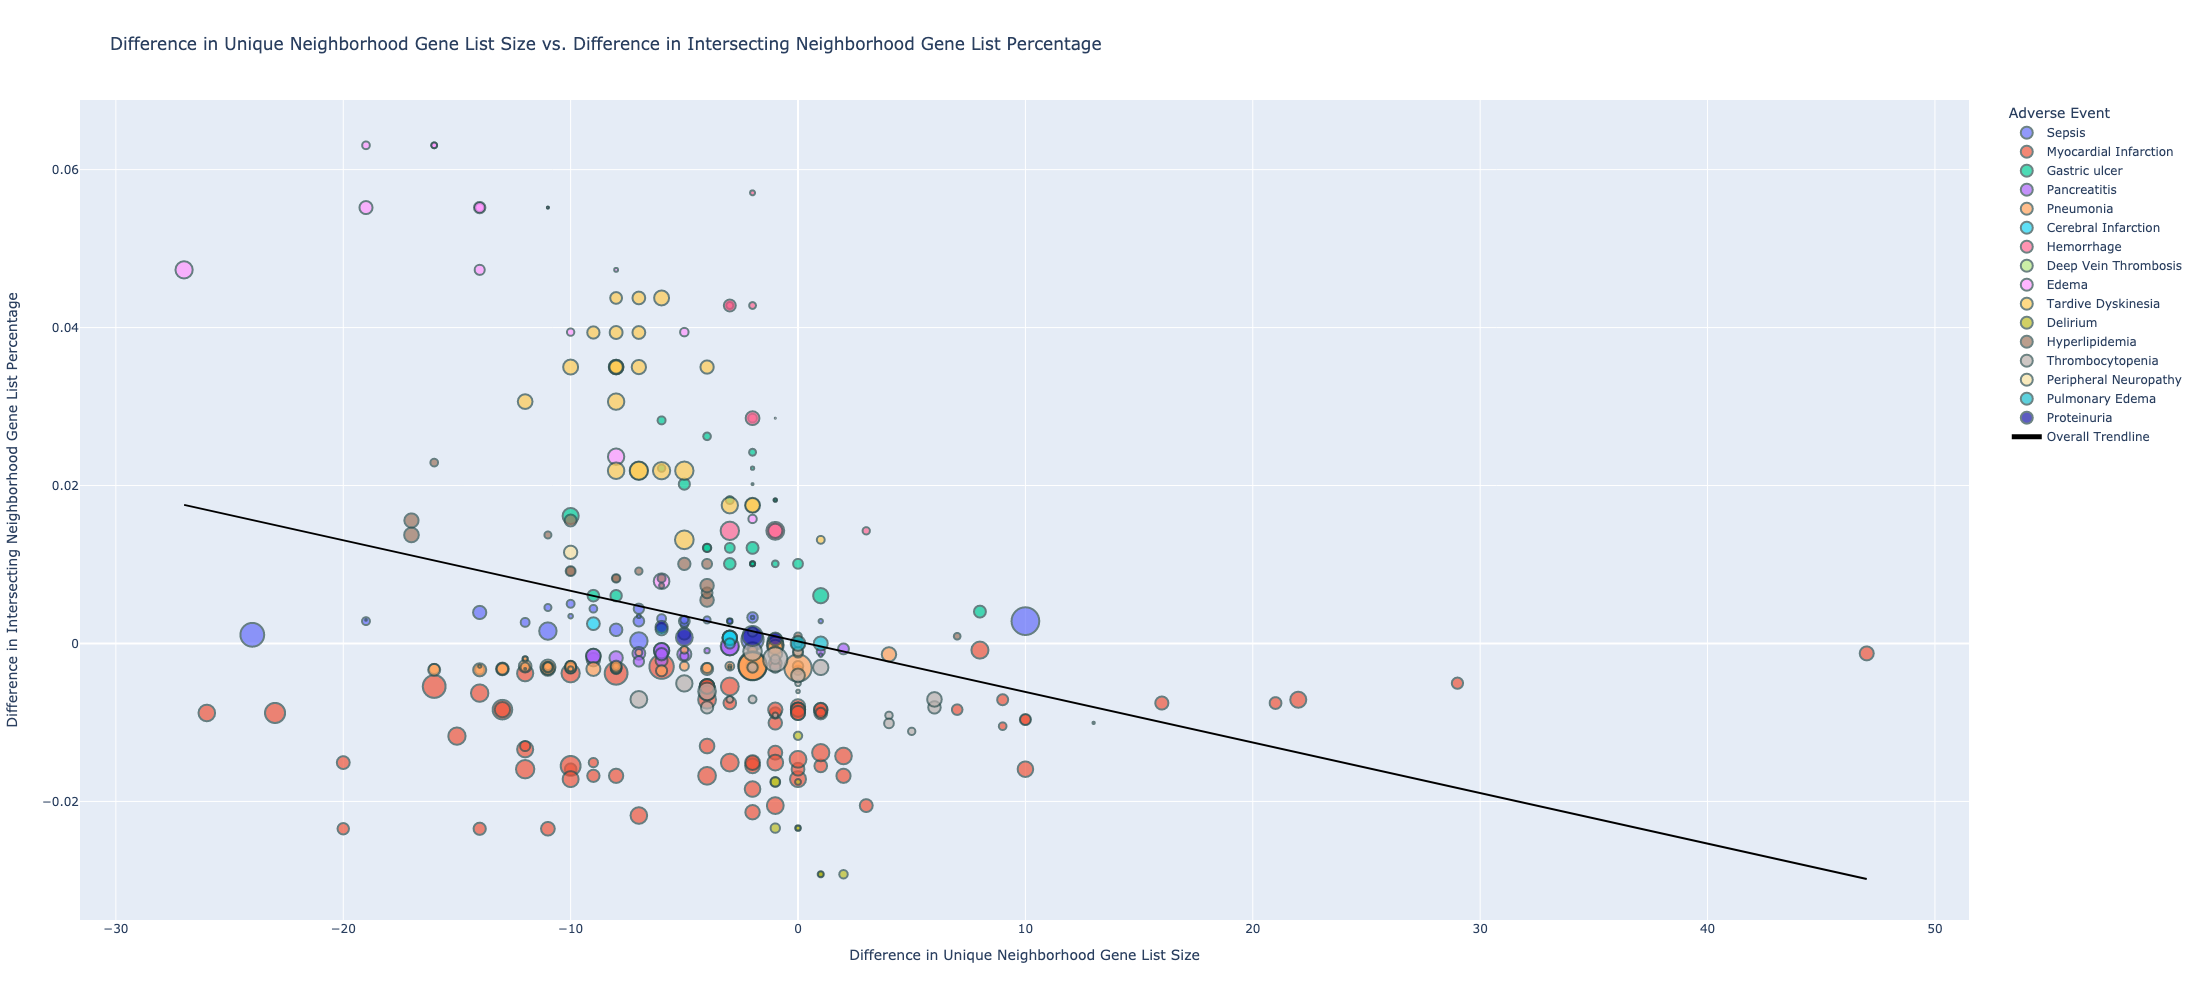 Difference in Unique Neighborhood Gene List Size vs. Difference in Intersecting Neighborhood Gene List Percentage
Adverse Event
Sepsis
Myocardial Infarction
Gastric ulcer
Pancreatitis
Pneumonia
Cerebral Infarction
Hemorrhage
Deep Vein Thrombosis
Edema
Tardive Dyskinesia
Delirium
Hyperlipidemia
Thrombocytopenia
Peripheral Neuropathy
Pulmonary Edema
Proteinuria
Overall Trendline
Difference in Intersecting Neighborhood Gene List Percentage
0.06
0.04
0.02
0
−0.02
−30 −20 −10 0 10 20 30 40 50
Difference in Unique Neighborhood Gene List Size